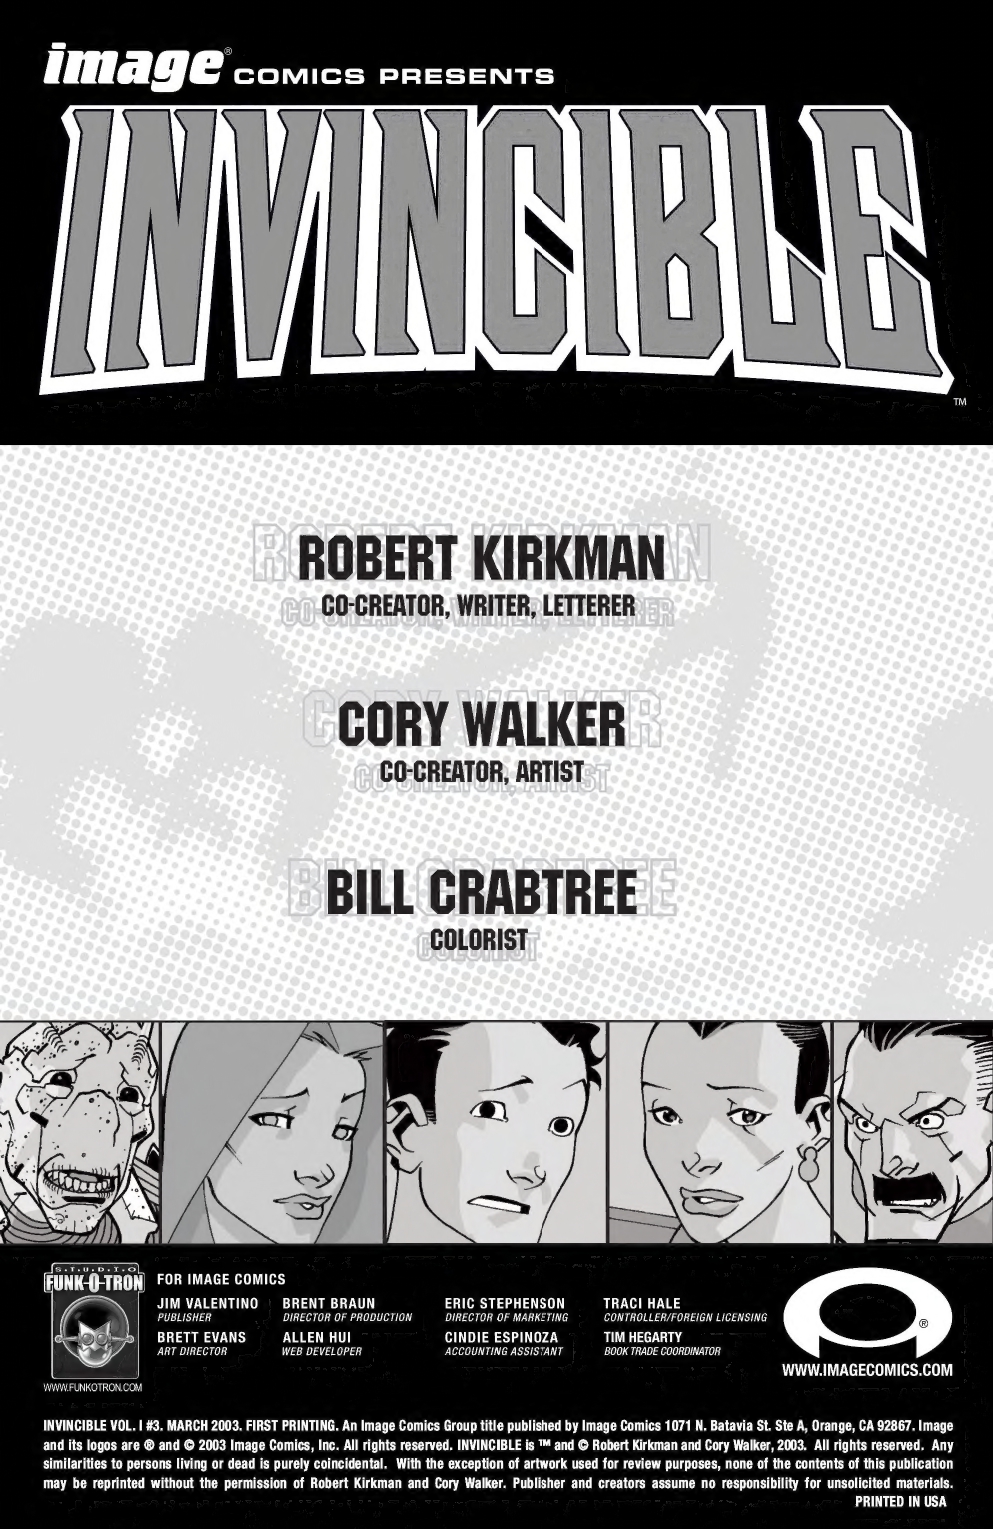 image® COMICS PRESENTS
INVINCIBLE™
ROBERT KIRKMAN
CO-CREATOR, WRITER, LETTERER
CORY WALKER
CO-CREATOR, ARTIST
BILL CRABTREE
COLORIST
S·T·U·D·I·O
FUNK-O-TRON
WWW.FUNKOTRON.COM
FOR IMAGE COMICS
JIM VALENTINO
PUBLISHER
BRETT EVANS
ART DIRECTOR
BRENT BRAUN
DIRECTOR OF PRODUCTION
ALLEN HUI
WEB DEVELOPER
ERIC STEPHENSON
DIRECTOR OF MARKETING
CINDIE ESPINOZA
ACCOUNTING ASSISTANT
TRACI HALE
CONTROLLER/FOREIGN LICENSING
TIM HEGARTY
BOOK TRADE COORDINATOR
®
WWW.IMAGECOMICS.COM
INVINCIBLE VOL. I #3. MARCH 2003. FIRST PRINTING. An Image Comics Group title published by Image Comics 1071 N. Batavia St. Ste A, Orange, CA 92867. Image
and its logos are ® and © 2003 Image Comics, Inc. All rights reserved. INVINCIBLE is ™ and © Robert Kirkman and Cory Walker, 2003. All rights reserved. Any
similarities to persons living or dead is purely coincidental. With the exception of artwork used for review purposes, none of the contents of this publication
may be reprinted without the permission of Robert Kirkman and Cory Walker. Publisher and creators assume no responsibility for unsolicited materials.
PRINTED IN USA